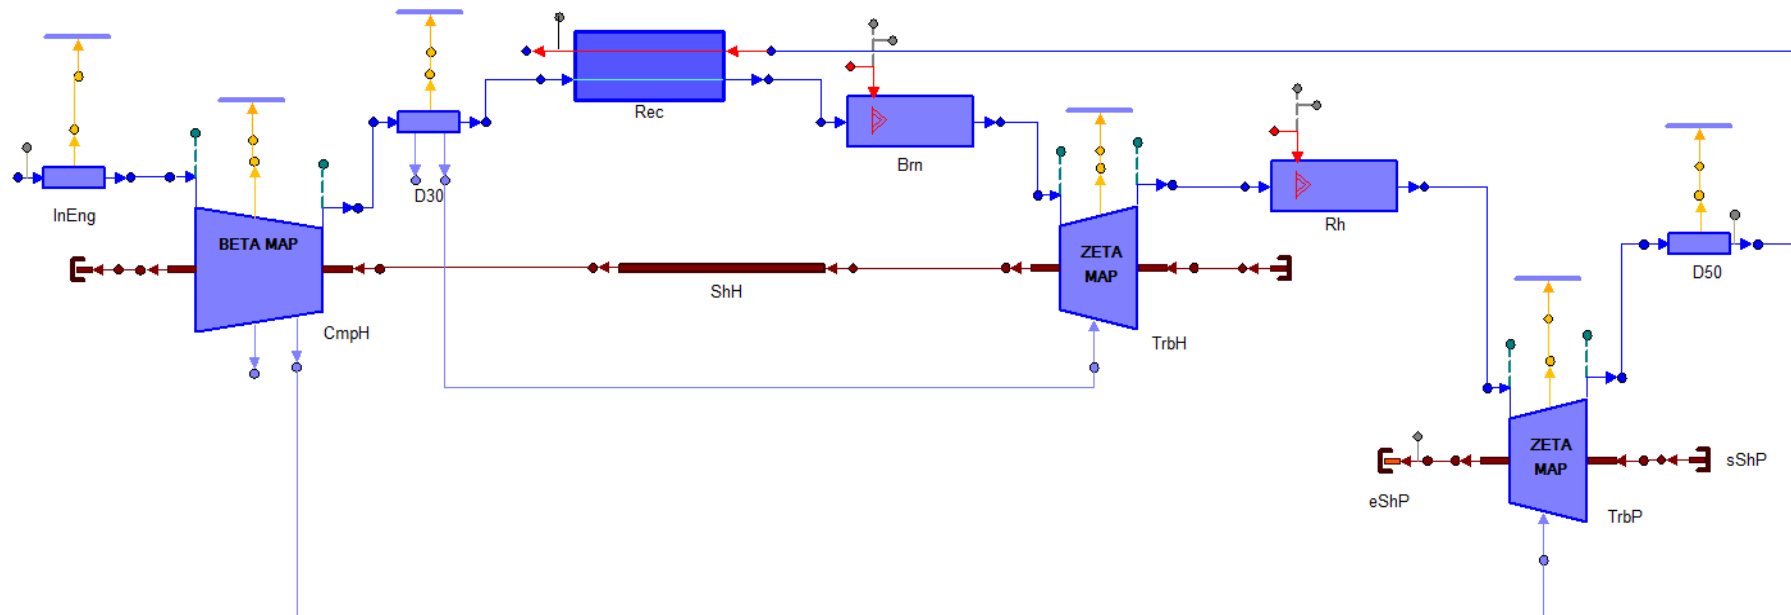 InEng
BETA MAP
CmpH
D30
Rec
Brn
ShH
ZETA
MAP
TrbH
Rh
ZETA
MAP
TrbP
D50
eShP
sShP